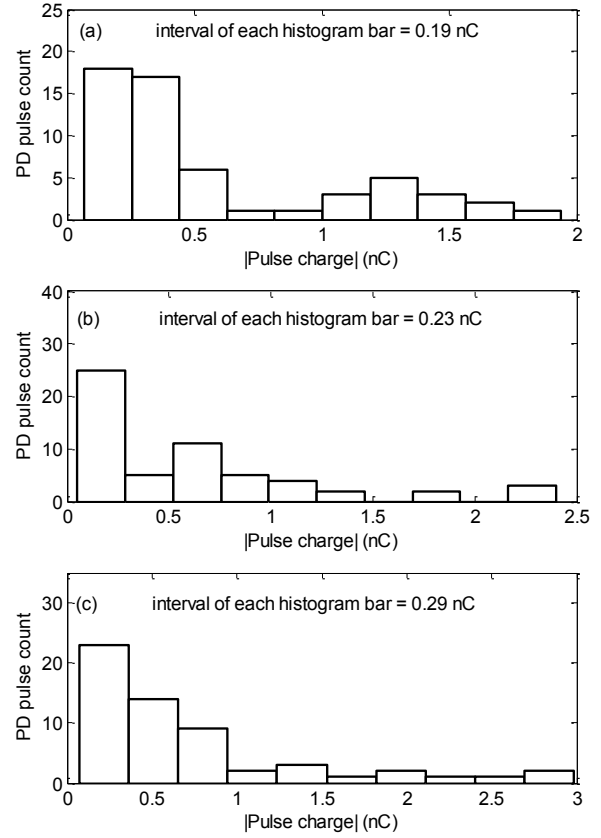 25
(a) interval of each histogram bar = 0.19 nC
20
15
10
5
0
PD pulse count
0 0.5 1 1.5 2
|Pulse charge| (nC)
40
(b) interval of each histogram bar = 0.23 nC
30
20
10
0
PD pulse count
0 0.5 1 1.5 2 2.5
|Pulse charge| (nC)
(c) interval of each histogram bar = 0.29 nC
30
20
10
0
PD pulse count
0 0.5 1 1.5 2 2.5 3
|Pulse charge| (nC)